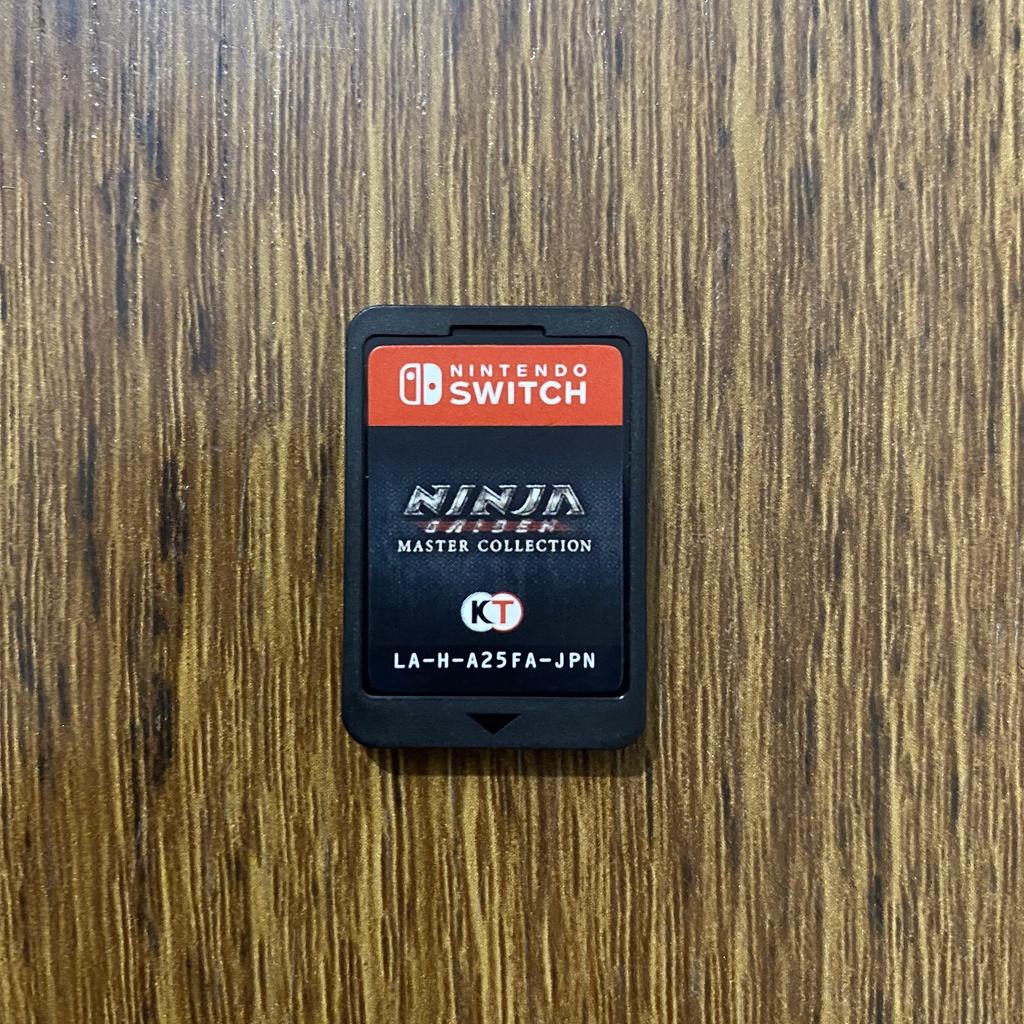 NINTENDO
SWITCH
NINJA
GAIDEN
MASTER COLLECTION
KT
LA-H-A25FA-JPN